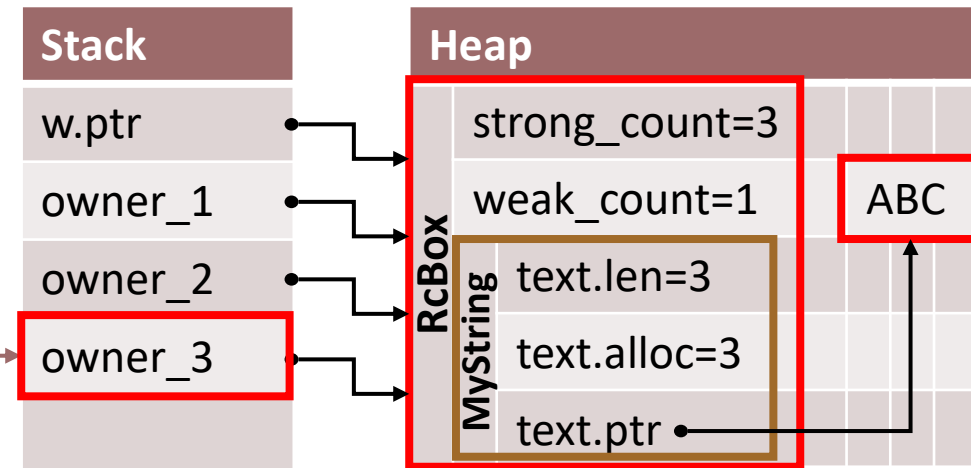 Stack
Heap
w.ptr
owner_1
owner_2
owner_3
RcBox
strong_count=3
weak_count=1
MyString
text.len=3
text.alloc=3
text.ptr
ABC